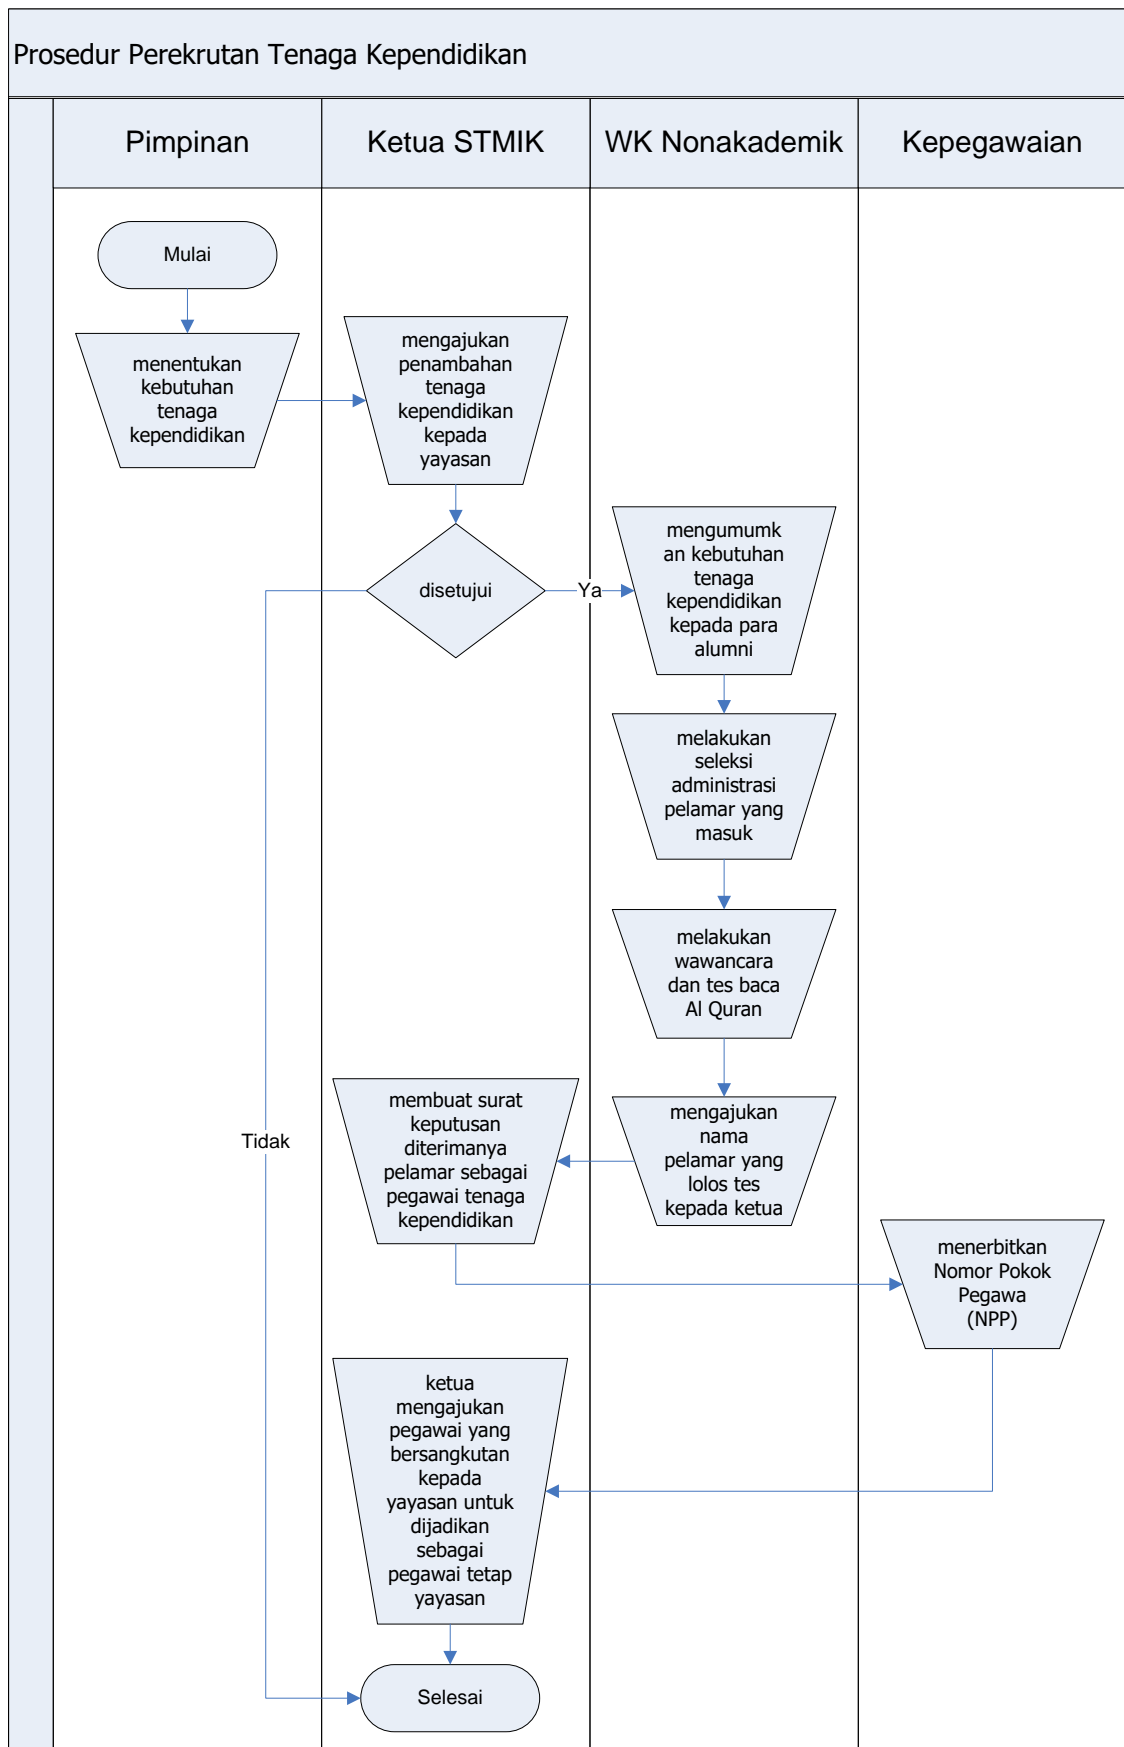 Prosedur Perekrutan Tenaga Kependidikan
Pimpinan
Ketua STMIK
WK Nonakademik
Kepegawaian
Mulai
menentukan
kebutuhan
tenaga
kependidikan
mengajukan
penambahan
tenaga
kependidikan
kepada
yayasan
disetujui
Ya
mengumumk
an kebutuhan
tenaga
kependidikan
kepada para
alumni
melakukan
seleksi
administrasi
pelamar yang
masuk
melakukan
wawancara
dan tes baca
Al Quran
mengajukan
nama
pelamar yang
lolos tes
kepada ketua
membuat surat
keputusan
diterimanya
pelamar sebagai
pegawai tenaga
kependidikan
Tidak
menerbitkan
Nomor Pokok
Pegawa
(NPP)
ketua
mengajukan
pegawai yang
bersangkutan
kepada
yayasan untuk
dijadikan
sebagai
pegawai tetap
yayasan
Selesai